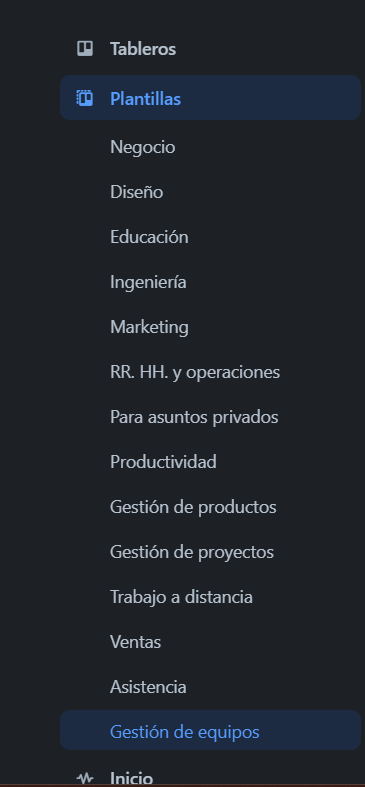 Tableros
Plantillas
Negocio
Diseño
Educación
Ingeniería
Marketing
RR. HH. y operaciones
Para asuntos privados
Productividad
Gestión de productos
Gestión de proyectos
Trabajo a distancia
Ventas
Asistencia
Gestión de equipos
Inicio